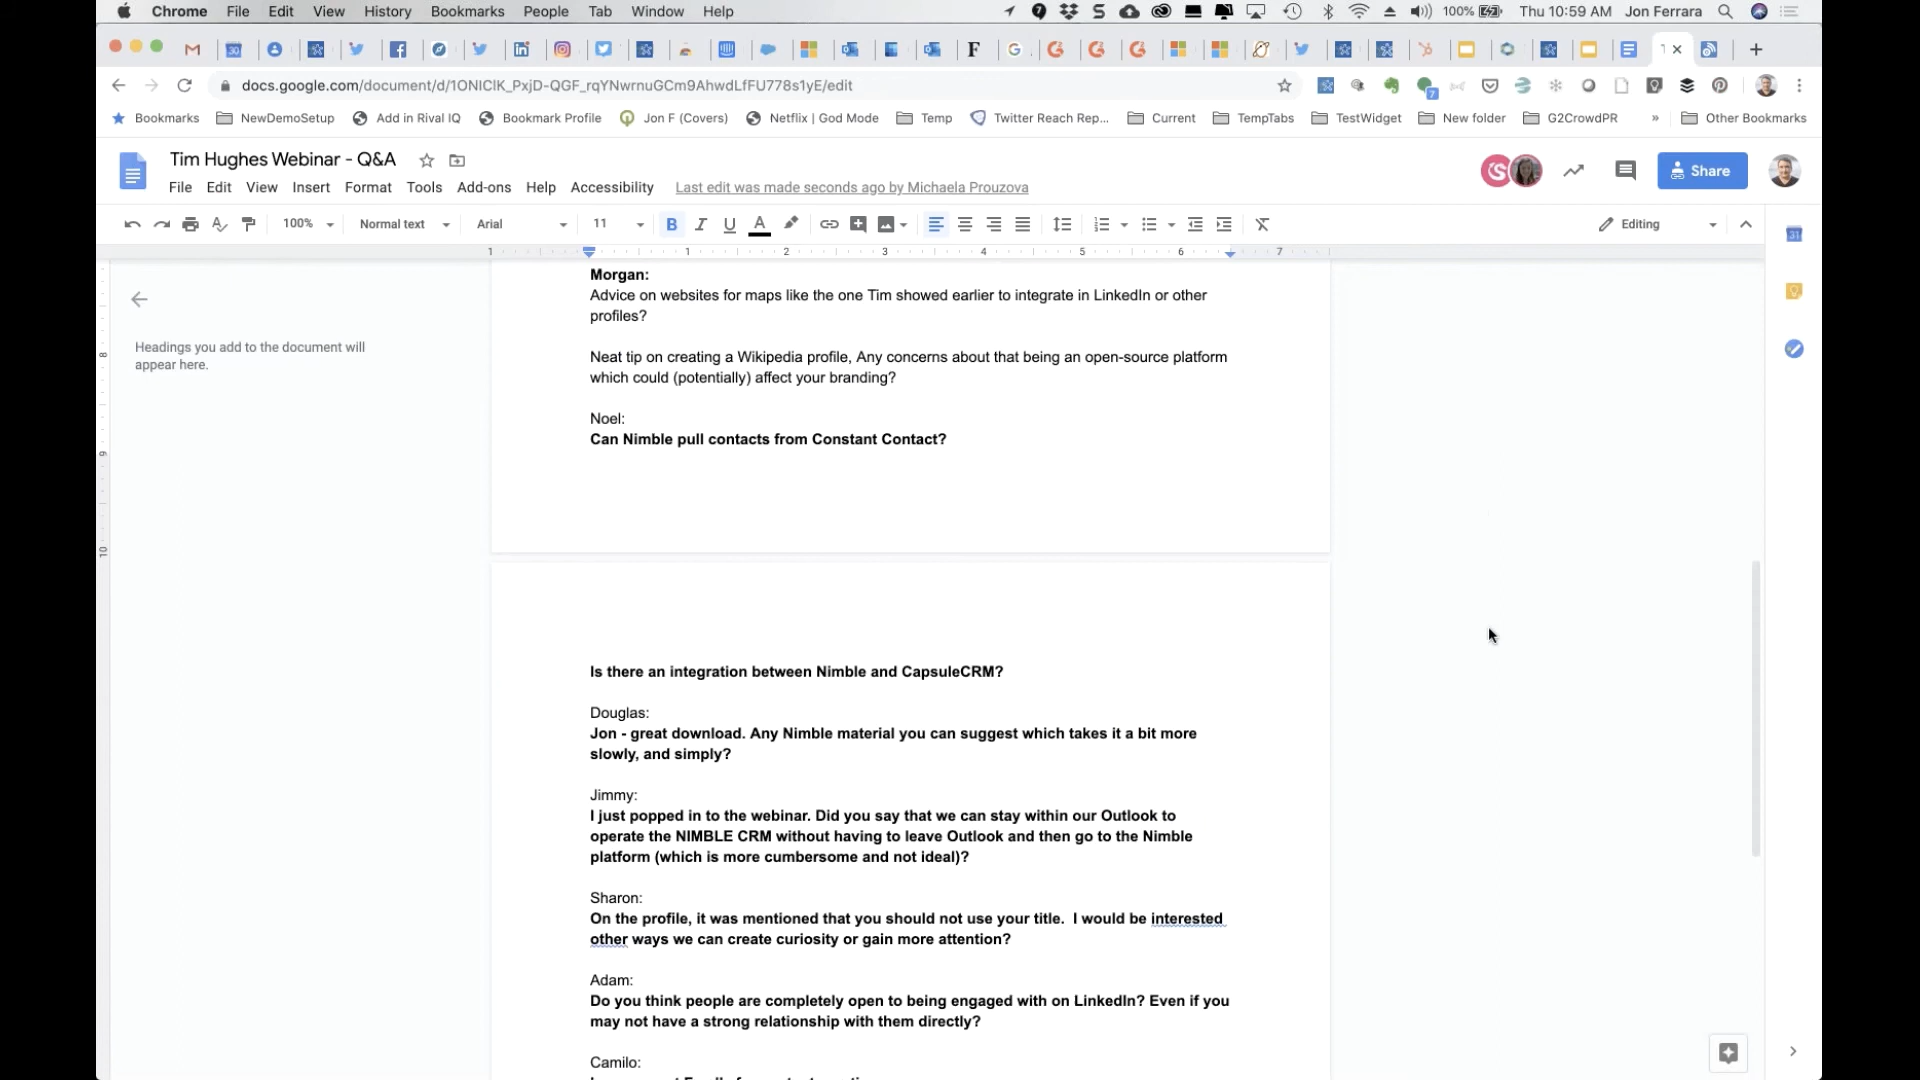 Chrome File Edit View History Bookmarks People Tab Window Help 100% Thu 10:59 AM Jon Ferrara
docs.google.com/document/d/1ONlClK_PxjD-QGF_rqYNwrnuGCm9AhwdLfFU778s1yE/edit
Bookmarks NewDemoSetup Add in Rival IQ Bookmark Profile Jon F (Covers) Netflix | God Mode Temp Twitter Reach Rep... Current TempTabs TestWidget New folder G2CrowdPR » Other Bookmarks
Tim Hughes Webinar - Q&A
File Edit View Insert Format Tools Add-ons Help Accessibility Last edit was made seconds ago by Michaela Prouzova
Share
100% Normal text Arial 11 B I U A Editing
1 1 2 3 4 5 6 7
Headings you add to the document will
appear here.
8
9
10
Morgan:
Advice on websites for maps like the one Tim showed earlier to integrate in LinkedIn or other
profiles?
Neat tip on creating a Wikipedia profile, Any concerns about that being an open-source platform
which could (potentially) affect your branding?
Noel:
Can Nimble pull contacts from Constant Contact?
Is there an integration between Nimble and CapsuleCRM?
Douglas:
Jon - great download. Any Nimble material you can suggest which takes it a bit more
slowly, and simply?
Jimmy:
I just popped in to the webinar. Did you say that we can stay within our Outlook to
operate the NIMBLE CRM without having to leave Outlook and then go to the Nimble
platform (which is more cumbersome and not ideal)?
Sharon:
On the profile, it was mentioned that you should not use your title. I would be interested
other ways we can create curiosity or gain more attention?
Adam:
Do you think people are completely open to being engaged with on LinkedIn? Even if you
may not have a strong relationship with them directly?
Camilo: